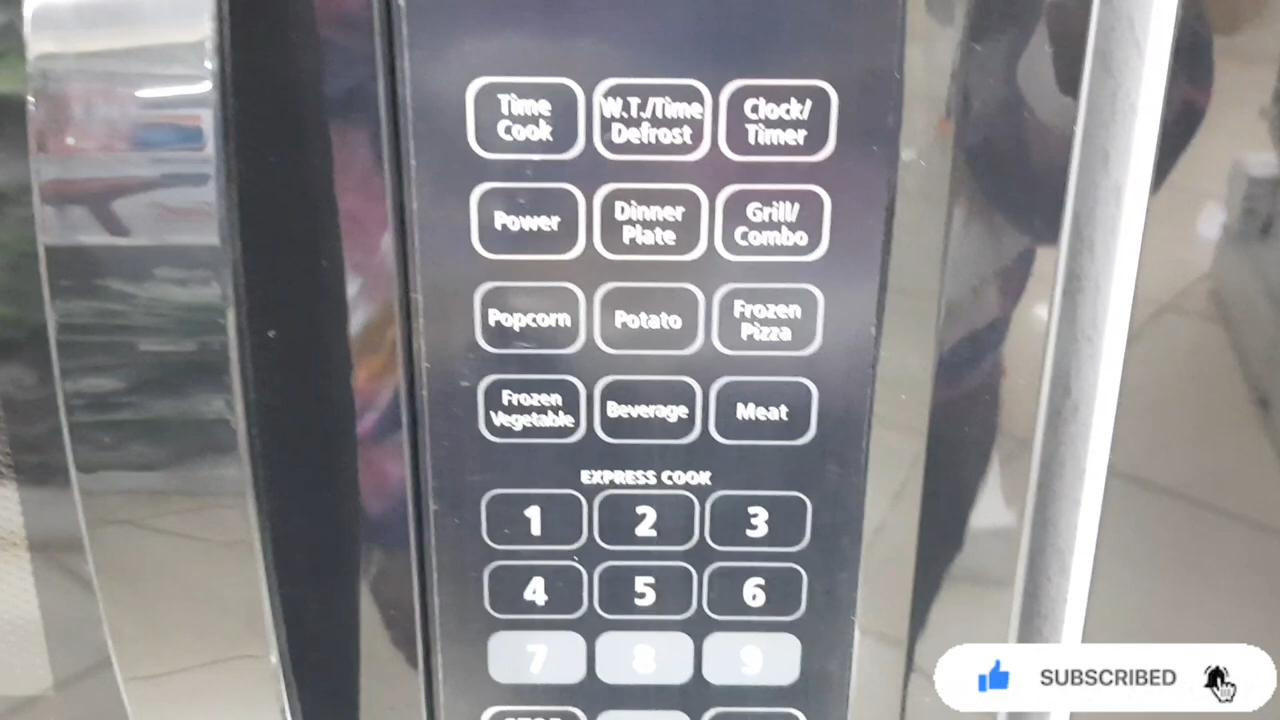 Time
Cook
W.T./Time
Defrost
Clock/
Timer
Power
Dinner
Plate
Grill/
Combo
Popcorn
Potato
Frozen
Pizza
Frozen
Vegetable
Beverage
Meat
EXPRESS COOK
1
2
3
4
5
6
7
8
9
STOP
SUBSCRIBED